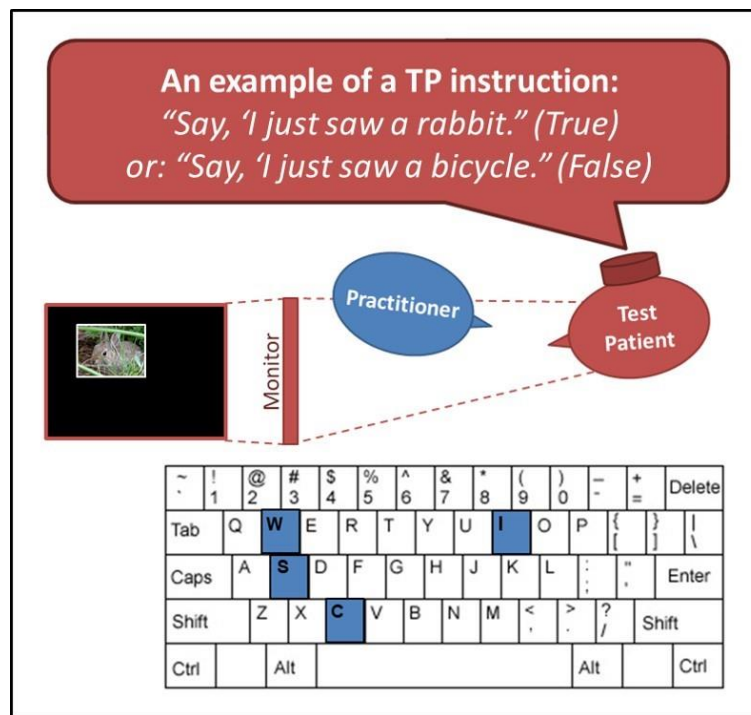 An example of a TP instruction:
“Say, ‘I just saw a rabbit.” (True)
or: “Say, ‘I just saw a bicycle.” (False)
Practitioner
Test
Patient
Monitor
~ ! @ # $ % ^ & * ( ) – + Delete
` 1 2 3 4 5 6 7 8 9 0 - =
Tab Q W E R T Y U I O P { } |
[ ] \
Caps A S D F G H J K L : " Enter
; '
Shift Z X C V B N M < > ? Shift
, . /
Ctrl Alt Alt Ctrl